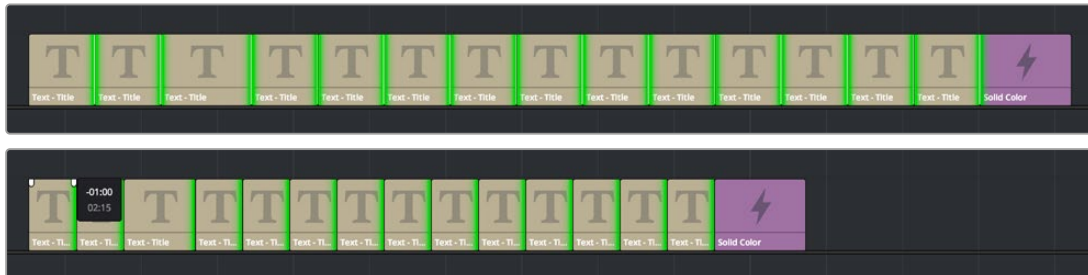 Text - Title Text - Title Text - Title Text - Title Text - Title Text - Title Text - Title Text - Title Text - Title Text - Title Text - Title Text - Title Text - Title Text - Title Solid Color
-01:00
02:15
Text - Ti... Text - Ti... Text - Title Text - Ti... Text - Ti... Text - Ti... Text - Ti... Text - Ti... Text - Ti... Text - Ti... Text - Ti... Text - Ti... Text - Ti... Text - Ti... Solid Color